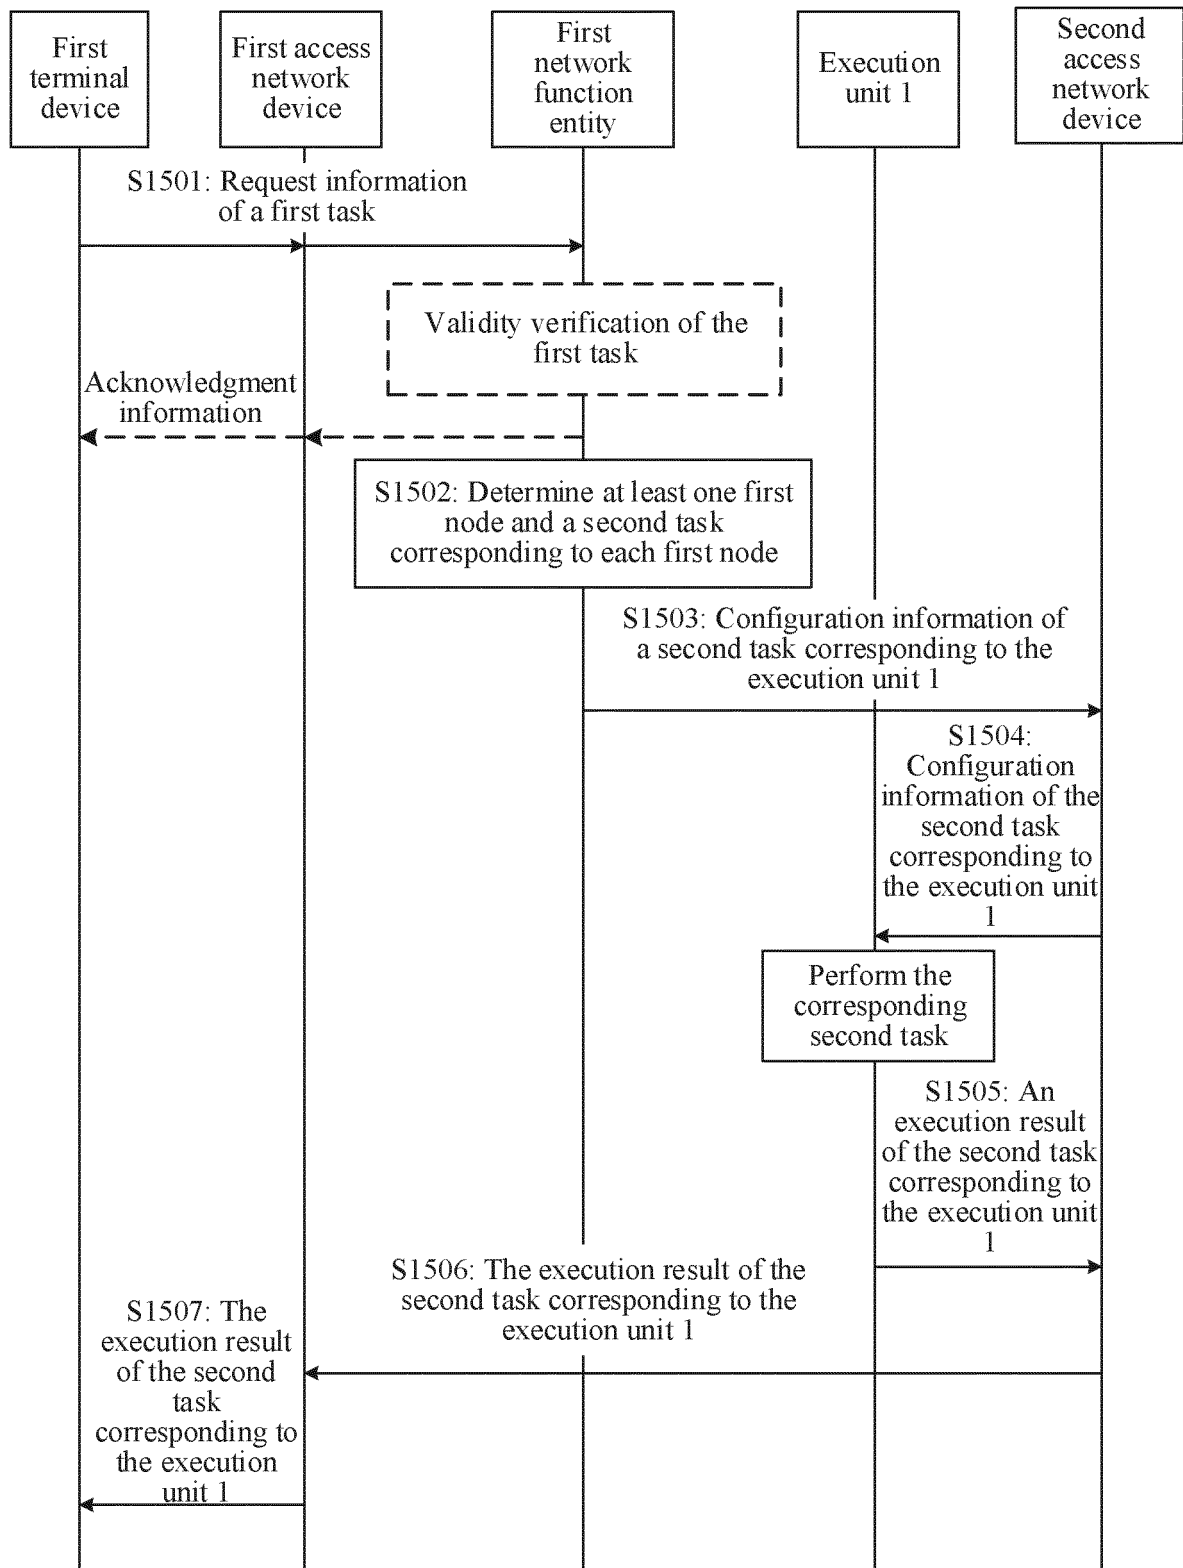 First
terminal
device
First access
network
device
First
network
function
entity
Execution
unit 1
Second
access
network
device
S1501: Request information
of a first task
Validity verification of the
first task
Acknowledgment
information
S1502: Determine at least one first
node and a second task
corresponding to each first node
S1503: Configuration information of
a second task corresponding to the
execution unit 1
S1504:
Configuration
information of the
second task
corresponding to
the execution unit
1
Perform the
corresponding
second task
S1505: An
execution result
of the second task
corresponding to
the execution unit
1
S1506: The execution result of the
second task corresponding to the
execution unit 1
S1507: The
execution result
of the second
task
corresponding to
the execution
unit 1